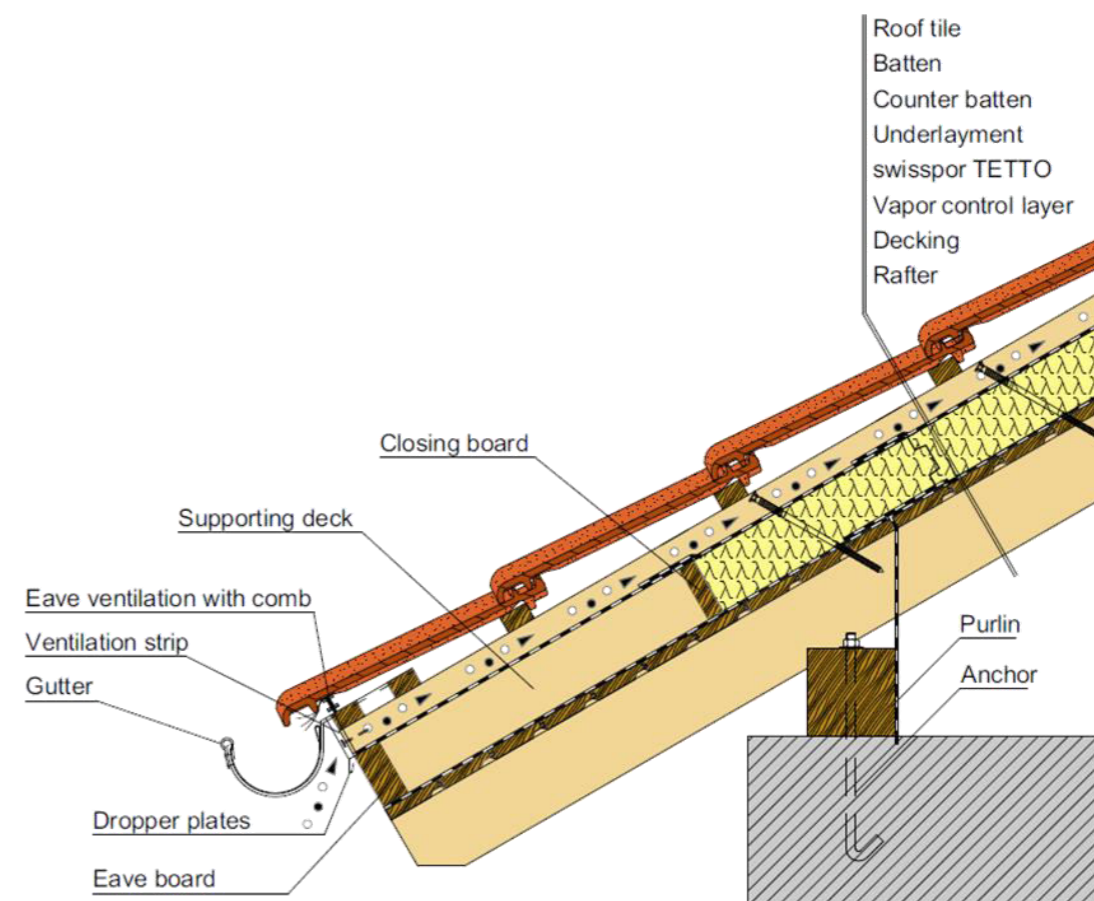 Roof tile
Batten
Counter batten
Underlayment
swisspor TETTO
Vapor control layer
Decking
Rafter
Closing board
Supporting deck
Eave ventilation with comb
Ventilation strip
Gutter
Purlin
Anchor
Dropper plates
Eave board